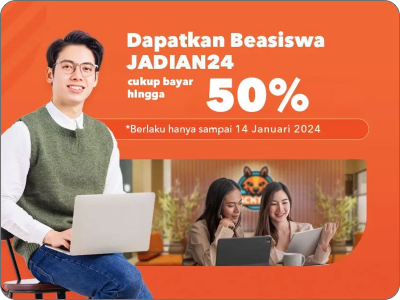 Dapatkan Beasiswa
JADIAN24
cukup bayar
hingga
50%
*Berlaku hanya sampai 14 Januari 2024